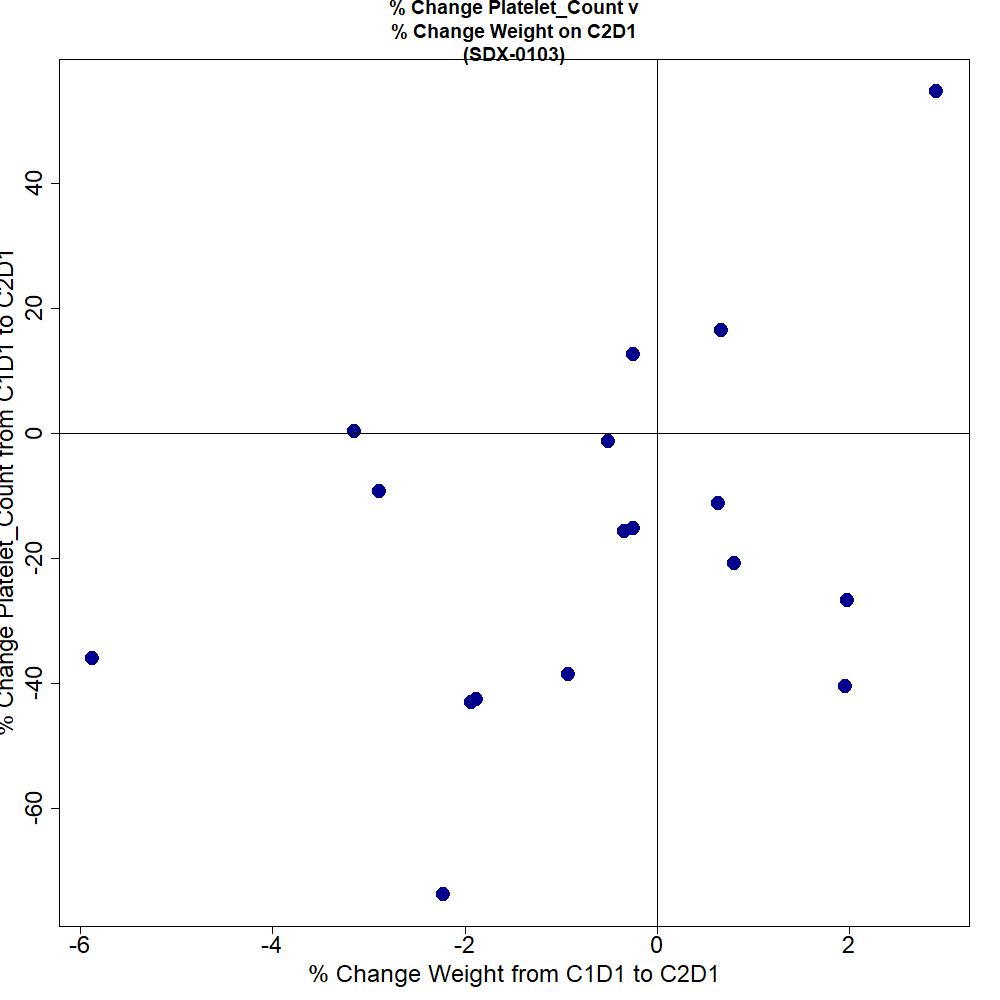 % Change Platelet_Count v
% Change Weight on C2D1
(SDX-0103)
% Change Platelet_Count from C1D1 to C2D1
40
20
0
-20
-40
-60
-6
-4
-2
0
2
% Change Weight from C1D1 to C2D1